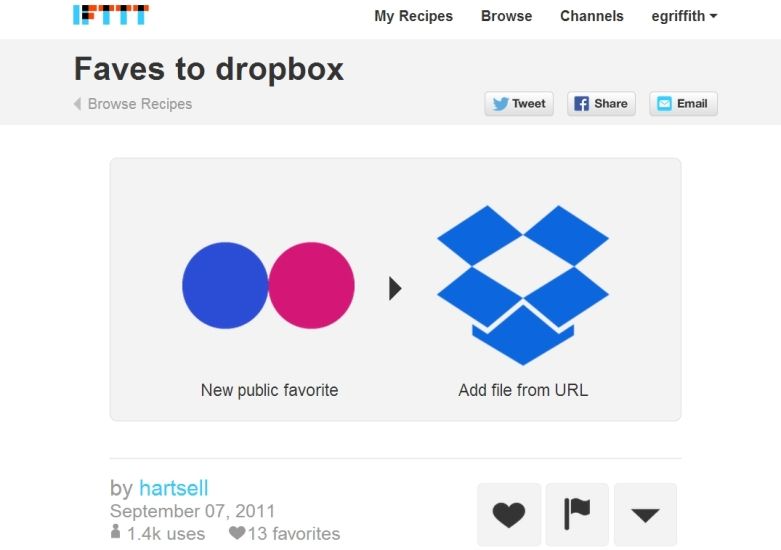 IFTTT
My Recipes Browse Channels egriffith
Faves to dropbox
Browse Recipes
Tweet Share Email
New public favorite Add file from URL
by hartsell
September 07, 2011
1.4k uses 13 favorites